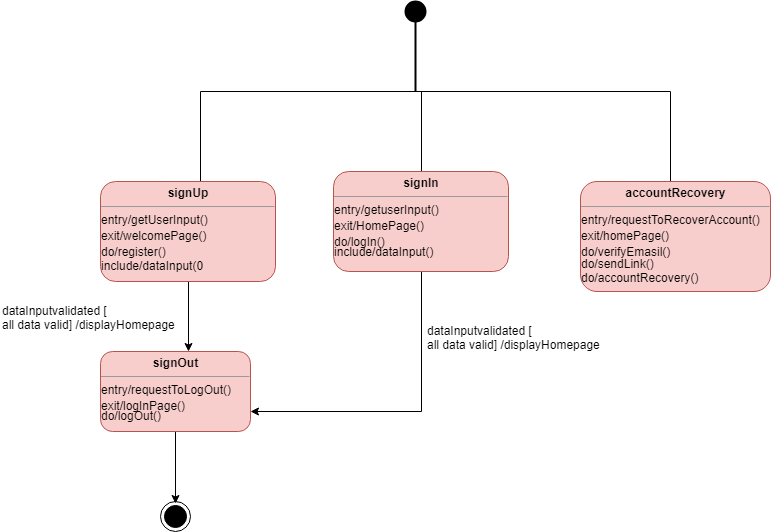 signUp
entry/getUserInput()
exit/welcomePage()
do/register()
include/dataInput(0
signIn
entry/getuserInput()
exit/HomePage()
do/logIn()
include/dataInput()
accountRecovery
entry/requestToRecoverAccount()
exit/homePage()
do/verifyEmasil()
do/sendLink()
do/accountRecovery()
dataInputvalidated [
all data valid] /displayHomepage
dataInputvalidated [
all data valid] /displayHomepage
signOut
entry/requestToLogOut()
exit/logInPage()
do/logOut()